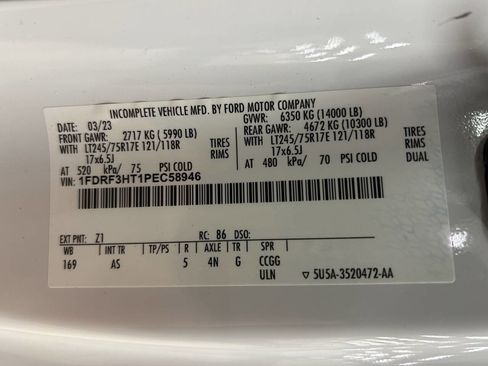 INCOMPLETE VEHICLE MFD. BY FORD MOTOR COMPANY
DATE: 03/23 GVWR: 6350 KG (14000 LB)
FRONT GAWR: 2717 KG (5990 LB) REAR GAWR: 4672 KG (10300 LB)
WITH LT245/75R17E 121/118R TIRES WITH LT245/75R17E 121/118R TIRES
17x6.5J RIMS 17x6.5J RIMS
AT 520 kPa/ 75 PSI COLD AT 480 kPa/ 70 PSI COLD DUAL
VIN: 1FDRF3HT1PEC58946
EXT PNT: Z1 RC: 86 DSO:
WB INT TR TP/PS R AXLE TR SPR
169 AS 5 4N G CCGG
ULN ▽ 5U5A-3520472-AA